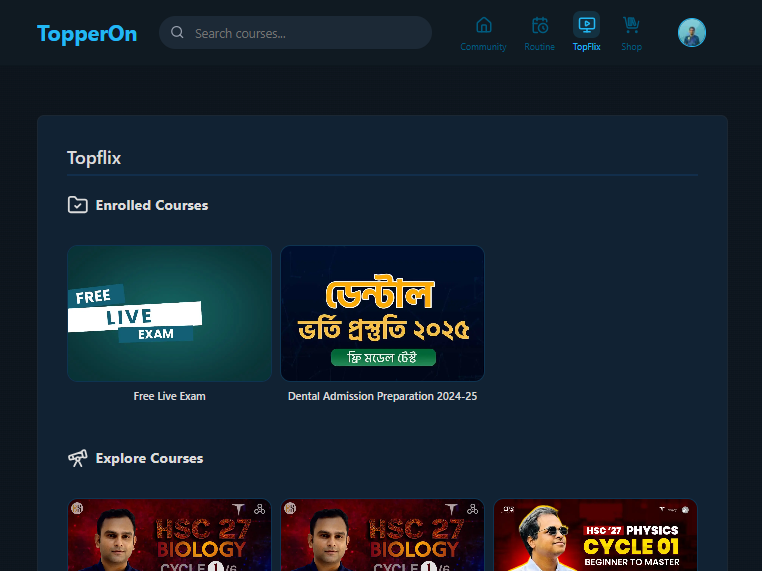 TopperOn
Search courses...
Community
Routine
TopFlix
Shop
Topflix
Enrolled Courses
FREE
LIVE
EXAM
ডেন্টাল
ভর্তি প্রস্তুতি ২০২৫
ফ্রি মডেল টেস্ট
Free Live Exam
Dental Admission Preparation 2024-25
Explore Courses
HSC 27
BIOLOGY
CYCLE 1/6
HSC 27
BIOLOGY
CYCLE 1/6
HSC '27 PHYSICS
CYCLE 01
BEGINNER TO MASTER